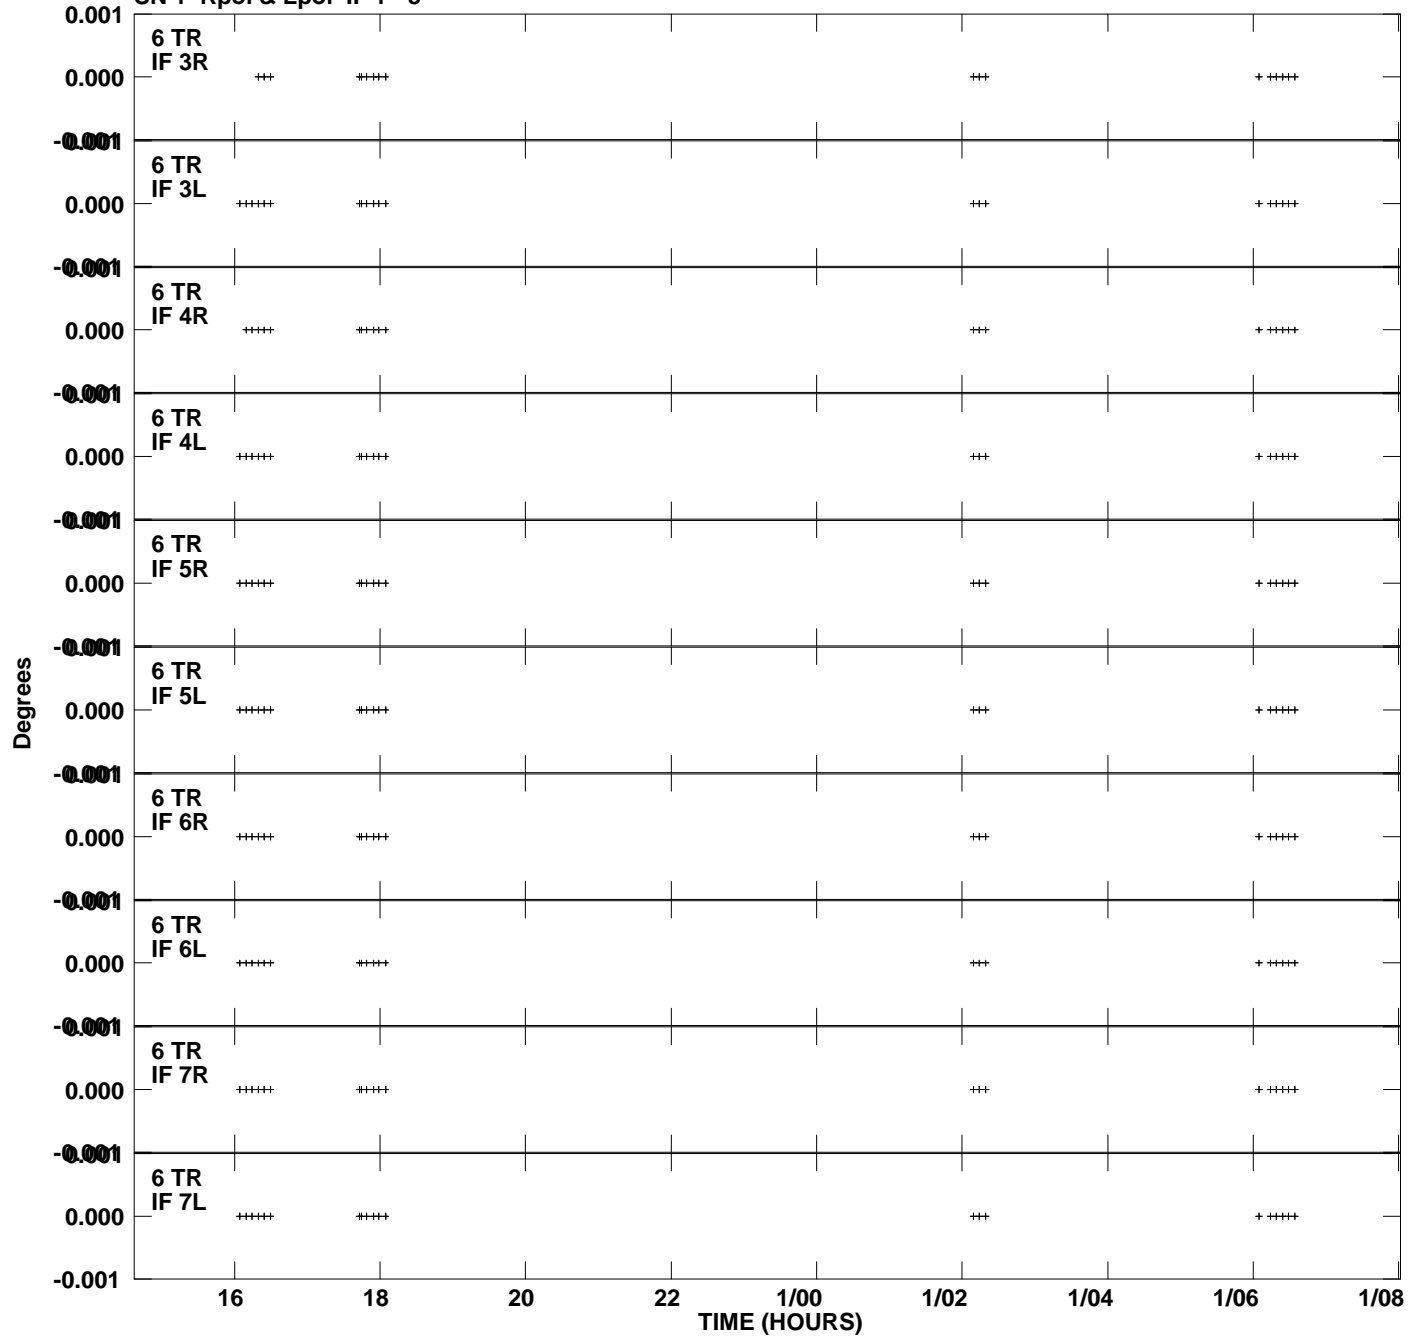 0.001
6 TR
IF 3R
0.000
-0.001
6 TR
IF 3L
0.000
-0.001
6 TR
IF 4R
0.000
-0.001
6 TR
IF 4L
0.000
-0.001
6 TR
IF 5R
0.000
-0.001
6 TR
IF 5L
0.000
-0.001
6 TR
IF 6R
0.000
-0.001
6 TR
IF 6L
0.000
-0.001
6 TR
IF 7R
0.000
-0.001
6 TR
IF 7L
0.000
-0.001
Degrees
16 18 20 22 1/00 1/02 1/04 1/06 1/08
TIME (HOURS)